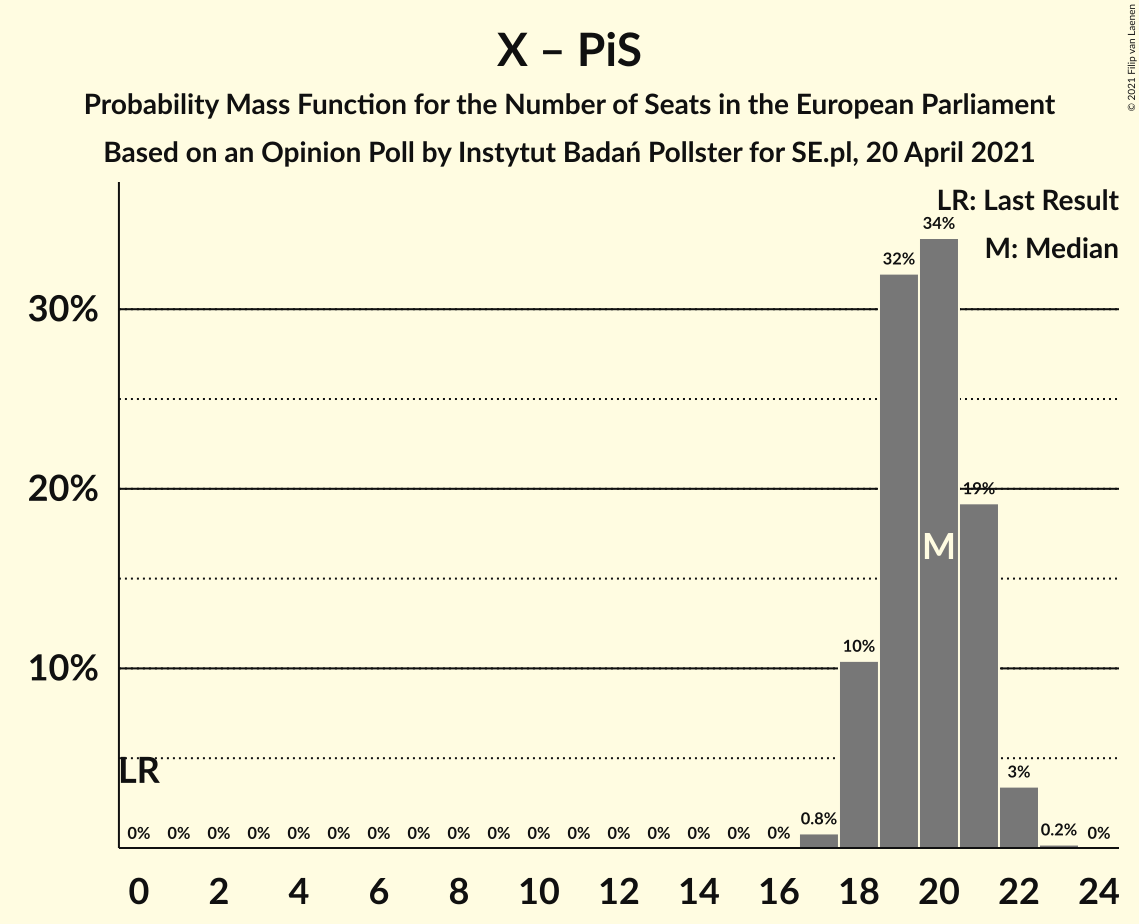 X – PiS
Probability Mass Function for the Number of Seats in the European Parliament
Based on an Opinion Poll by Instytut Badań Pollster for SE.pl, 20 April 2021
© 2021 Filip van Laenen
LR: Last Result
M: Median
34%
32%
30%
20%
19%
M
10%
10%
LR
3%
0% 0% 0% 0% 0% 0% 0% 0% 0% 0% 0% 0% 0% 0% 0% 0% 0% 0.8% 0.2% 0%
0 2 4 6 8 10 12 14 16 18 20 22 24